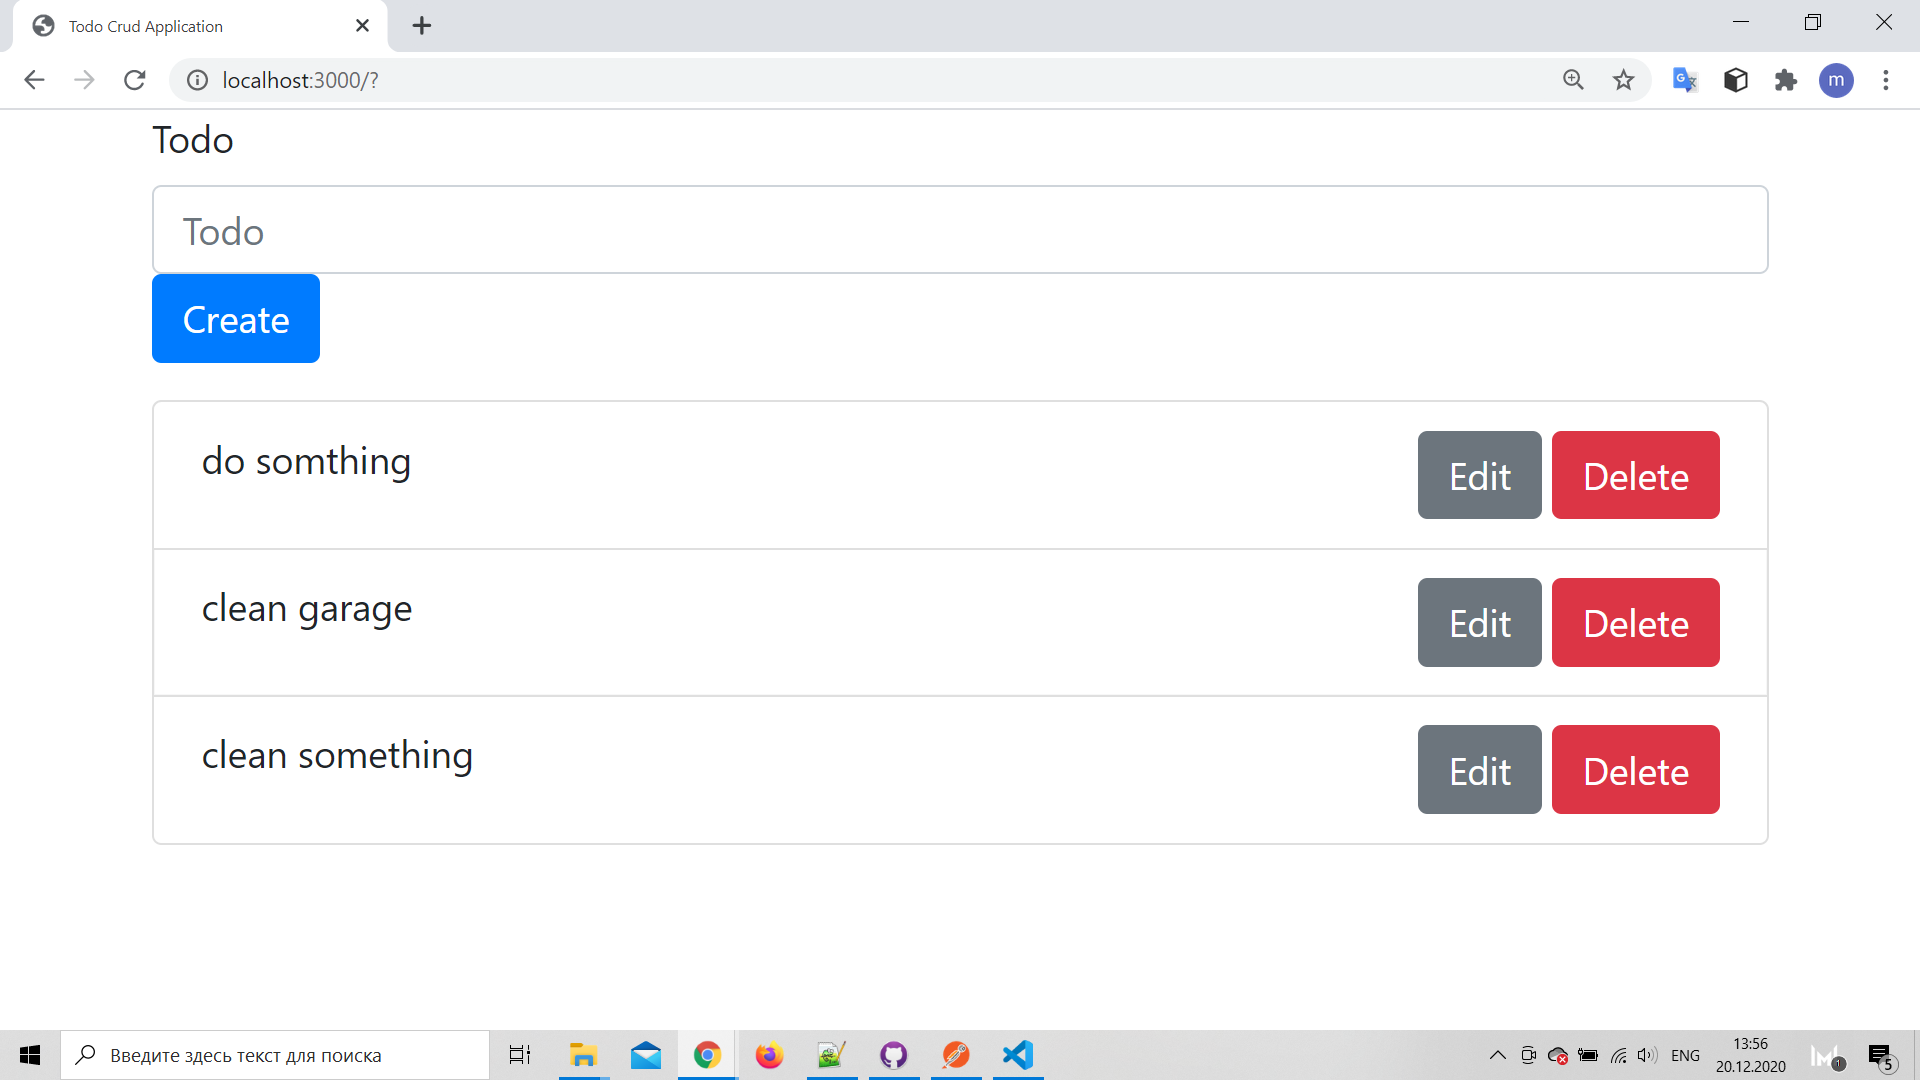 Todo Crud Application
localhost:3000/?
m
Todo
Todo
Create
do somthing
Edit
Delete
clean garage
Edit
Delete
clean something
Edit
Delete
Введите здесь текст для поиска
ENG
13:56
20.12.2020
1
5